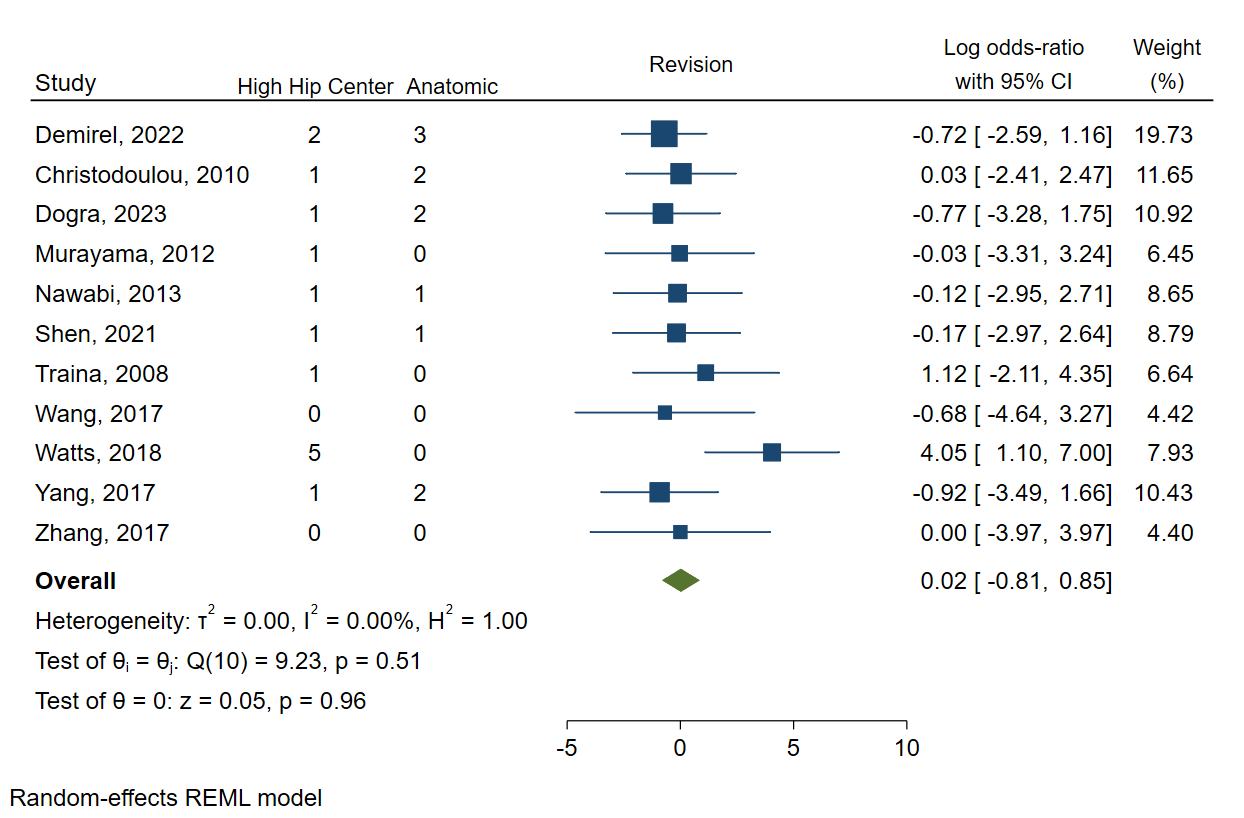 Log odds-ratio Weight
Study High Hip Center Anatomic Revision with 95% CI (%)
Demirel, 2022 2 3 -0.72 [ -2.59, 1.16] 19.73
Christodoulou, 2010 1 2 0.03 [ -2.41, 2.47] 11.65
Dogra, 2023 1 2 -0.77 [ -3.28, 1.75] 10.92
Murayama, 2012 1 0 -0.03 [ -3.31, 3.24] 6.45
Nawabi, 2013 1 1 -0.12 [ -2.95, 2.71] 8.65
Shen, 2021 1 1 -0.17 [ -2.97, 2.64] 8.79
Traina, 2008 1 0 1.12 [ -2.11, 4.35] 6.64
Wang, 2017 0 0 -0.68 [ -4.64, 3.27] 4.42
Watts, 2018 5 0 4.05 [ 1.10, 7.00] 7.93
Yang, 2017 1 2 -0.92 [ -3.49, 1.66] 10.43
Zhang, 2017 0 0 0.00 [ -3.97, 3.97] 4.40
Overall 0.02 [ -0.81, 0.85]
Heterogeneity: τ² = 0.00, I² = 0.00%, H² = 1.00
Test of θᵢ = θⱼ: Q(10) = 9.23, p = 0.51
Test of θ = 0: z = 0.05, p = 0.96
-5 0 5 10
Random-effects REML model